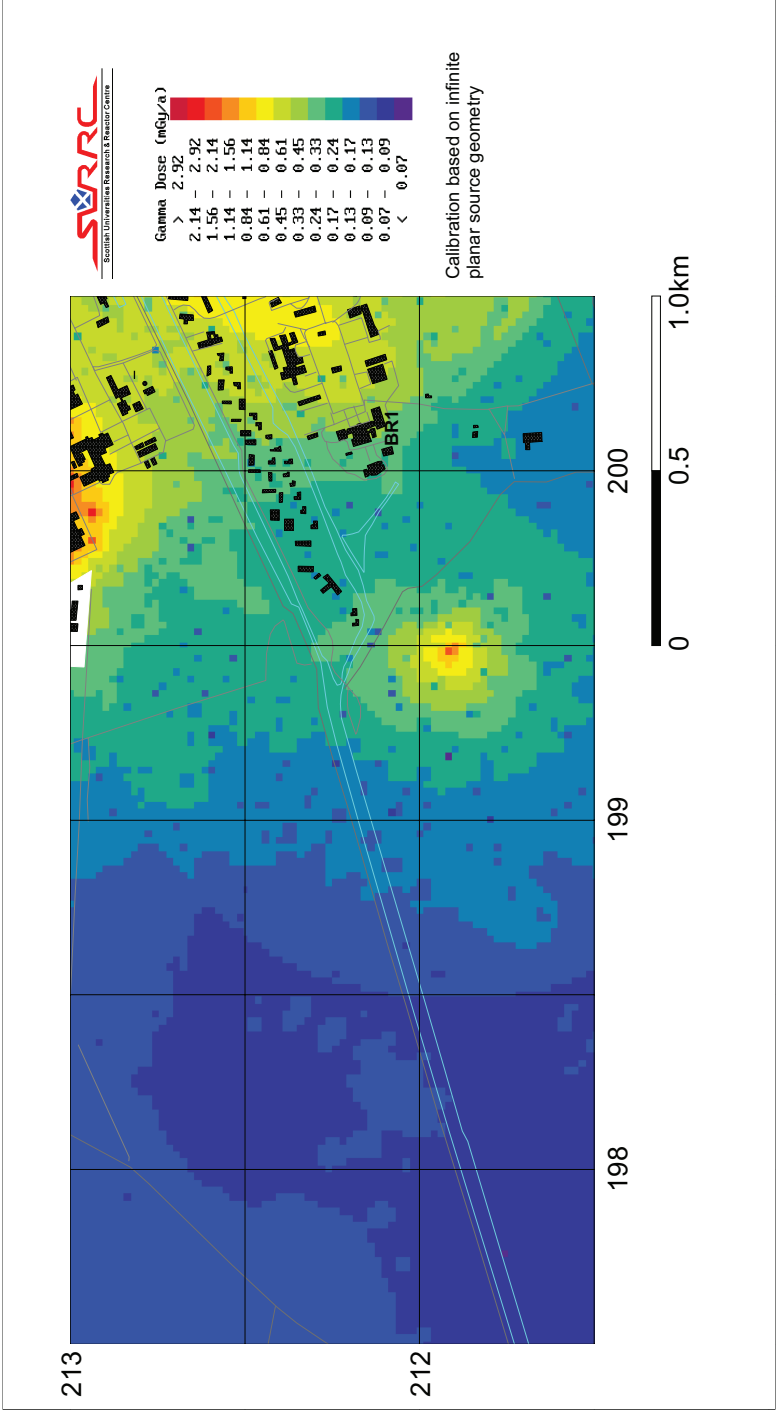 SURRC
Scottish Universities Research & Reactor Centre
Gamma Dose (mGy/a)
> 2.92
2.14 - 2.92
1.56 - 2.14
1.14 - 1.56
0.84 - 1.14
0.61 - 0.84
0.45 - 0.61
0.33 - 0.45
0.24 - 0.33
0.17 - 0.24
0.13 - 0.17
0.09 - 0.13
0.07 - 0.09
< 0.07
Calibration based on infinite
planar source geometry
213
212
BR1
198
199
200
0
0.5
1.0km